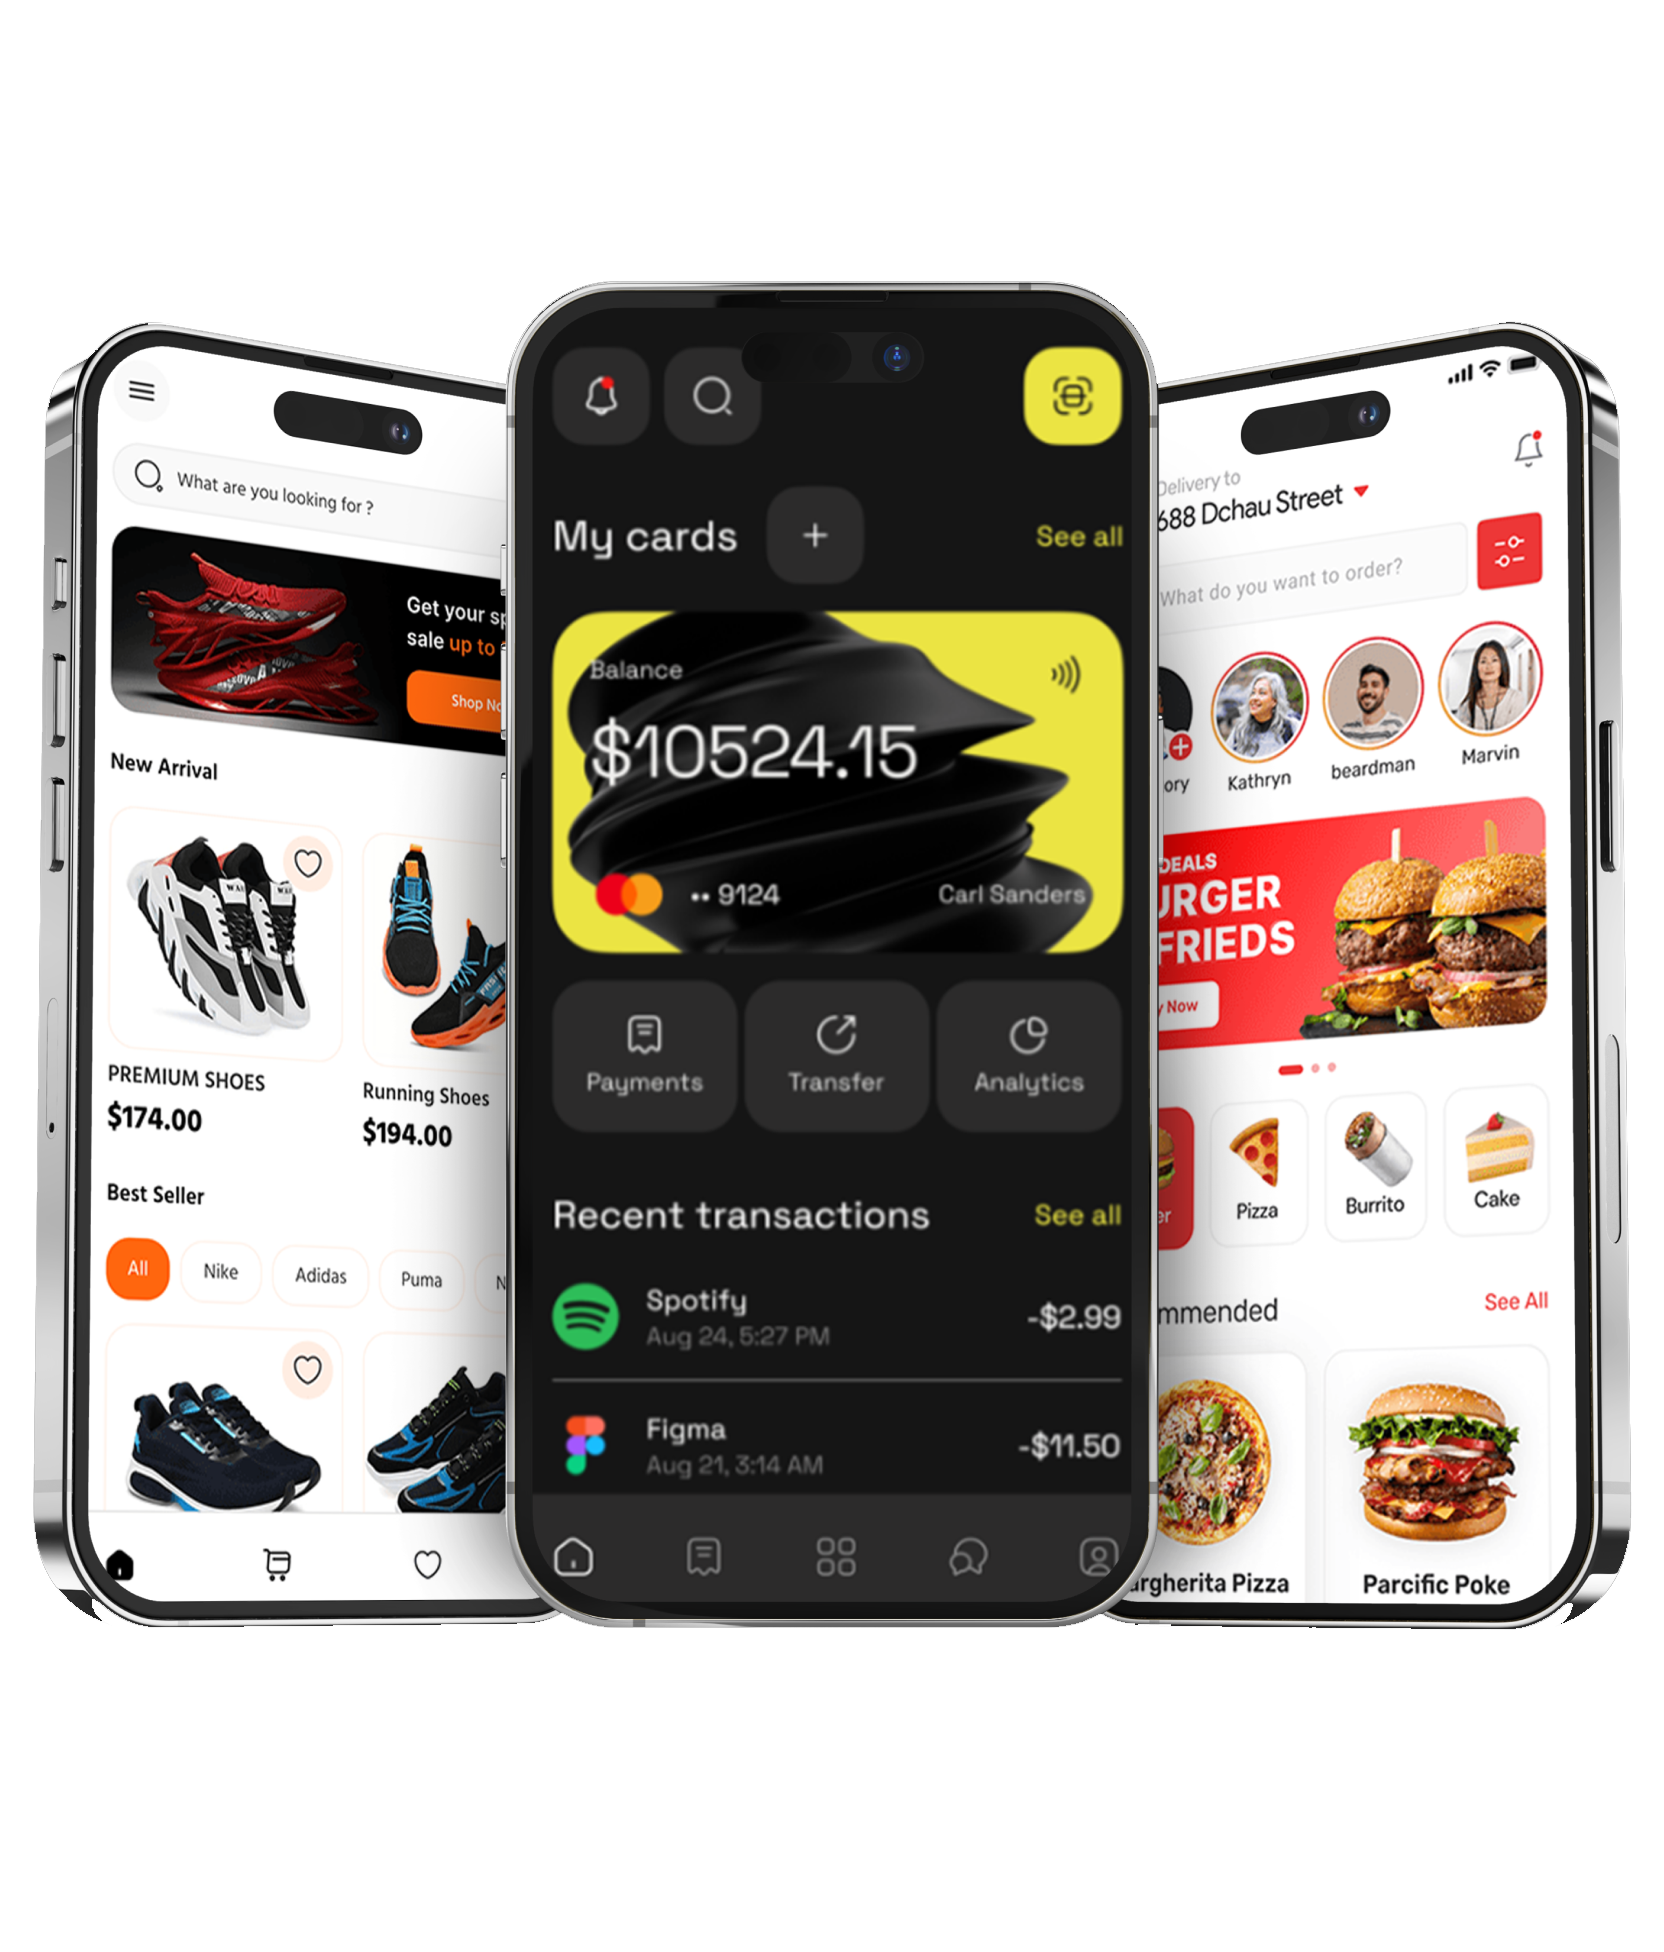 What are you looking for ?
Get your
sale up to
Shop
New Arrival
PREMIUM SHOES
$174.00
Running Shoes
$194.00
Best Seller
All
Nike
Adidas
Puma
My cards
+
See all
Balance
$10524.15
•• 9124
Carl Sanders
Payments
Transfer
Analytics
Recent transactions
See all
Spotify
Aug 24, 5:27 PM
-$2.99
Figma
Aug 21, 3:14 AM
-$11.50
Delivery to
688 Dchau Street
What do you want to order?
Kathryn
beardman
Marvin
DEALS
URGER
FRIEDS
Now
Pizza
Burrito
Cake
mmended
See All
argherita Pizza
Parcific Poke